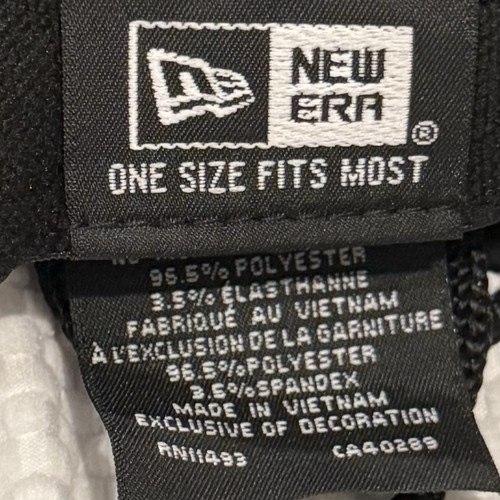 NEW
ERA®
ONE SIZE FITS MOST
96.5% POLYESTER
3.5% ÉLASTHANNE
FABRIQUÉ AU VIETNAM
À L'EXCLUSION DE LA GARNITURE
96.5%POLYESTER
3.5%SPANDEX
MADE IN VIETNAM
EXCLUSIVE OF DECORATION
RN11493 CA40289